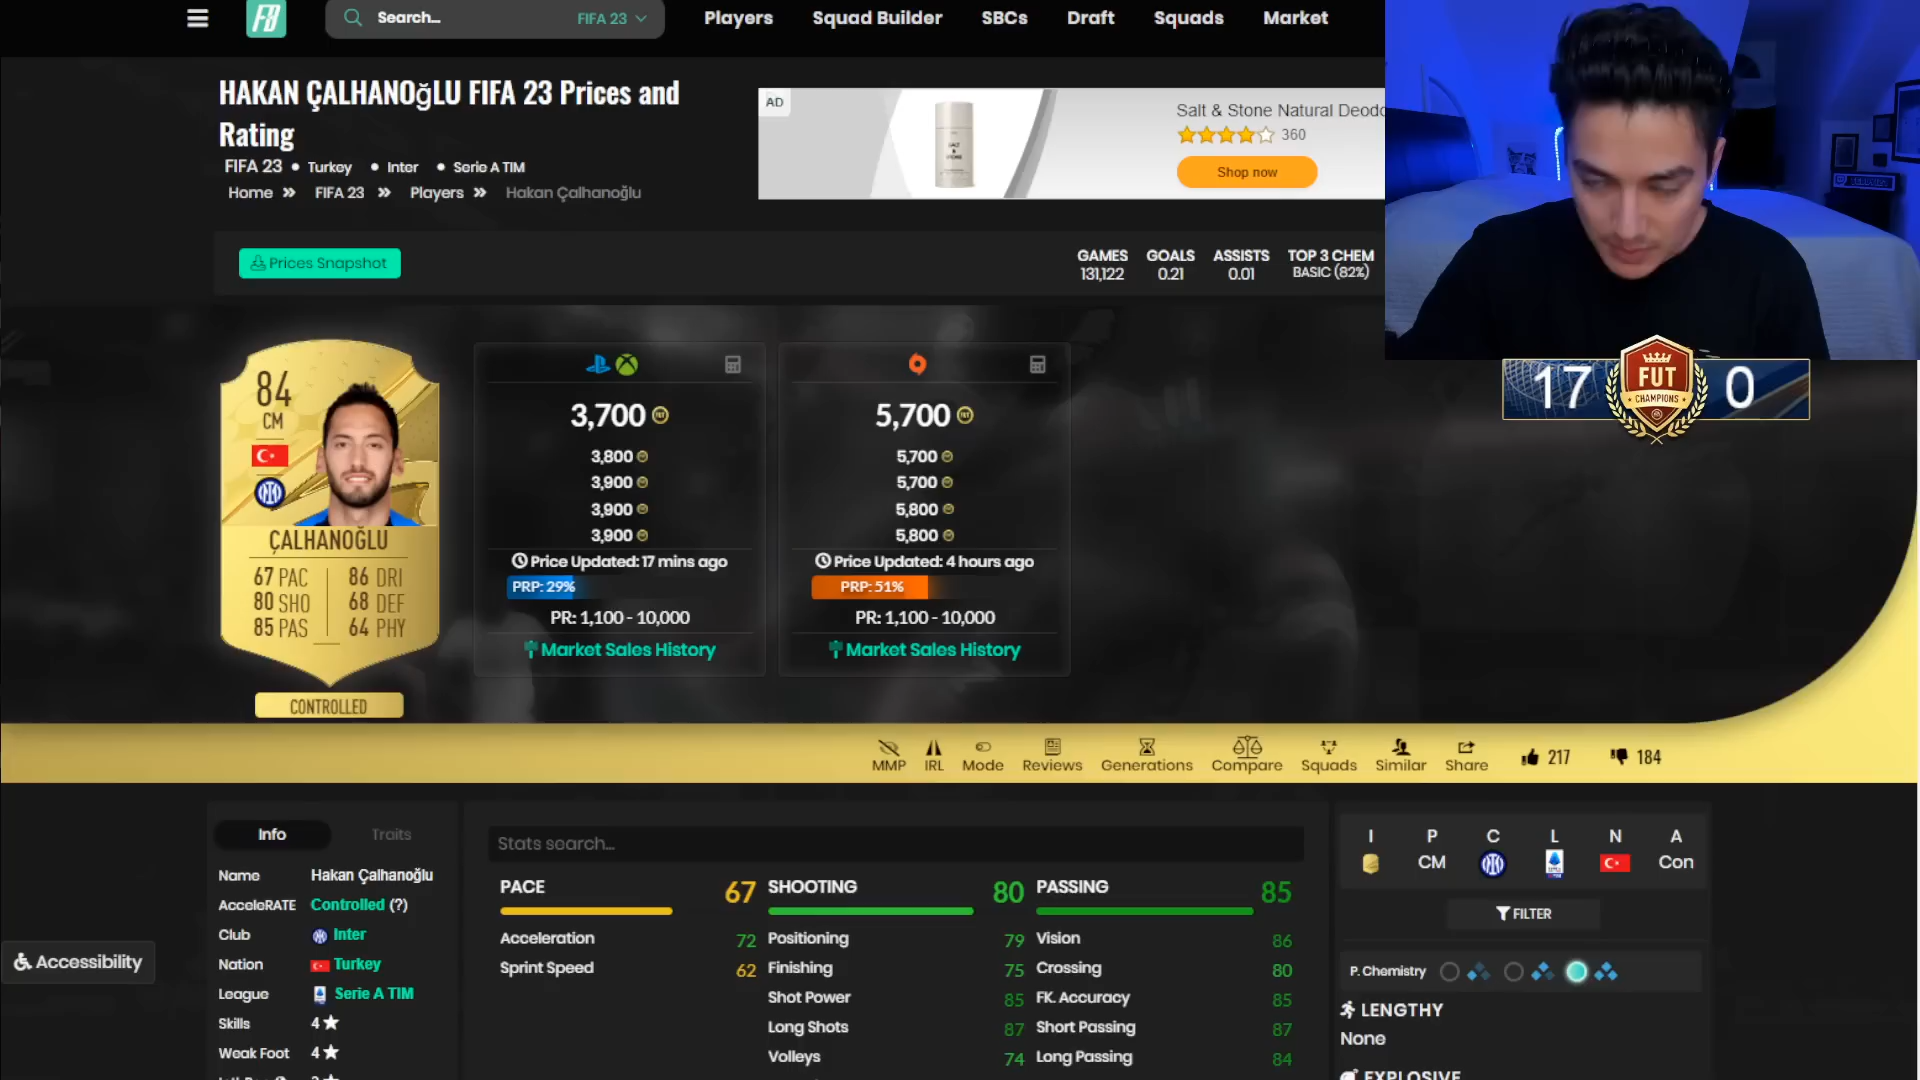 Search...
FIFA 23
Players
Squad Builder
SBCs
Draft
Squads
Market
HAKAN ÇALHANOğLU FIFA 23 Prices and
Rating
FIFA 23 • Turkey • Inter • Serie A TIM
Home » FIFA 23 » Players » Hakan Çalhanoğlu
AD
Salt & Stone Natural Deodo
360
Shop now
Prices Snapshot
GAMES
131,122
GOALS
0.21
ASSISTS
0.01
TOP 3 CHEM
BASIC (82%)
84
CM
ÇALHANOĞLU
67 PAC 86 DRI
80 SHO 68 DEF
85 PAS 64 PHY
CONTROLLED
3,700
3,800
3,900
3,900
3,900
Price Updated: 17 mins ago
PRP: 29%
PR: 1,100 - 10,000
Market Sales History
5,700
5,700
5,700
5,800
5,800
Price Updated: 4 hours ago
PRP: 51%
PR: 1,100 - 10,000
Market Sales History
17
FUT
CHAMPIONS
0
MMP
IRL
Mode
Reviews
Generations
Compare
Squads
Similar
Share
217
184
Info
Traits
Name Hakan Çalhanoğlu
AcceleRATE Controlled (?)
Club Inter
Nation Turkey
League Serie A TIM
Skills 4
Weak Foot 4
Accessibility
Stats search...
PACE 67
Acceleration 72
Sprint Speed 62
SHOOTING 80
Positioning 79
Finishing 75
Shot Power 85
Long Shots 87
Volleys 74
PASSING 85
Vision 86
Crossing 80
FK. Accuracy 85
Short Passing 87
Long Passing 84
I P C L N A
CM Con
FILTER
P. Chemistry
LENGTHY
None
EXPLOSIVE